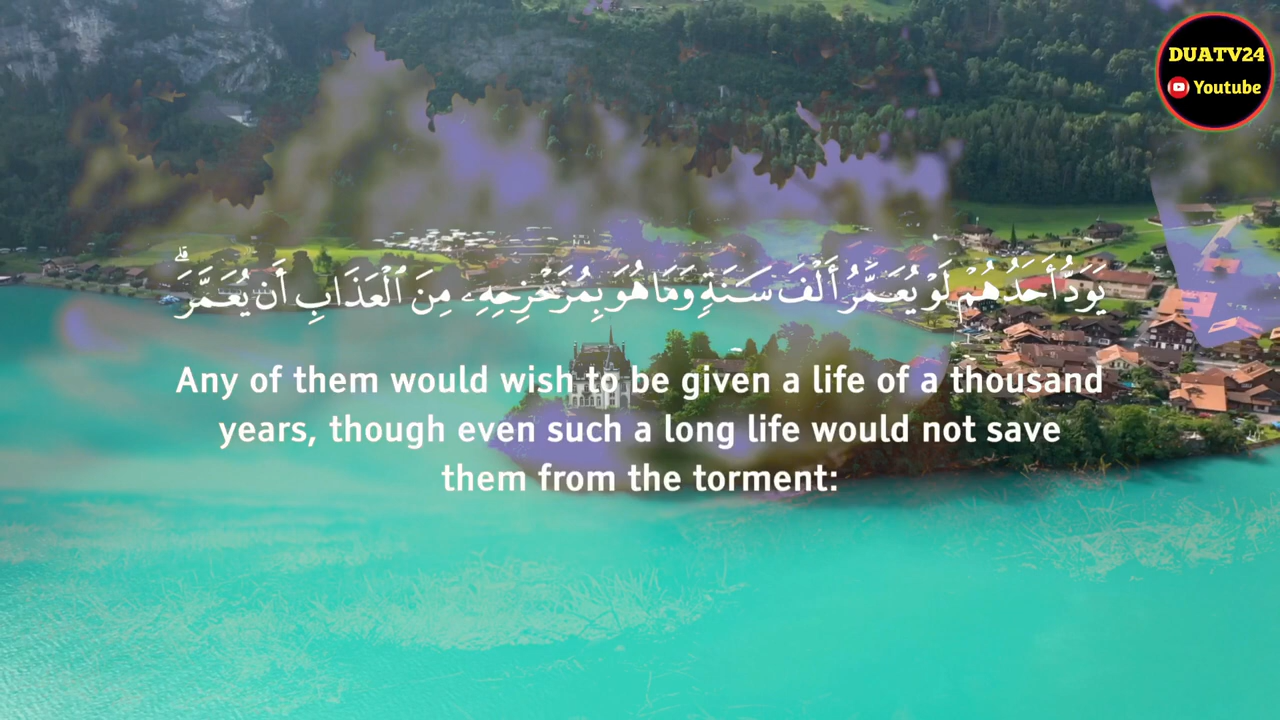 DUATV24
Youtube
يَوَدُّ أَحَدُهُمْ لَوْ يُعَمَّرُ أَلْفَ سَنَةٍ وَمَا هُوَ بِمُزَحْزِحِهِۦ مِنَ ٱلْعَذَابِ أَن يُعَمَّرَ ۗ
Any of them would wish to be given a life of a thousand
years, though even such a long life would not save
them from the torment: